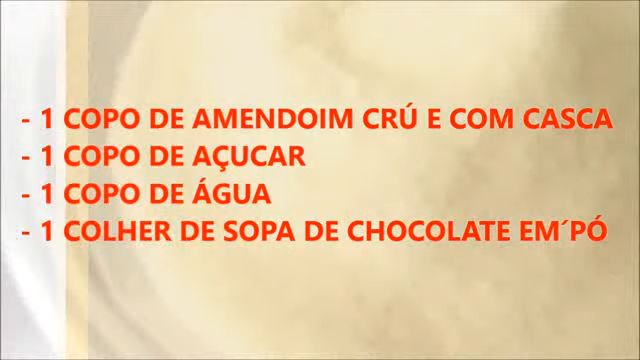 - 1 COPO DE AMENDOIM CRÚ E COM CASCA
- 1 COPO DE AÇUCAR
- 1 COPO DE ÁGUA
- 1 COLHER DE SOPA DE CHOCOLATE EM´PÓ